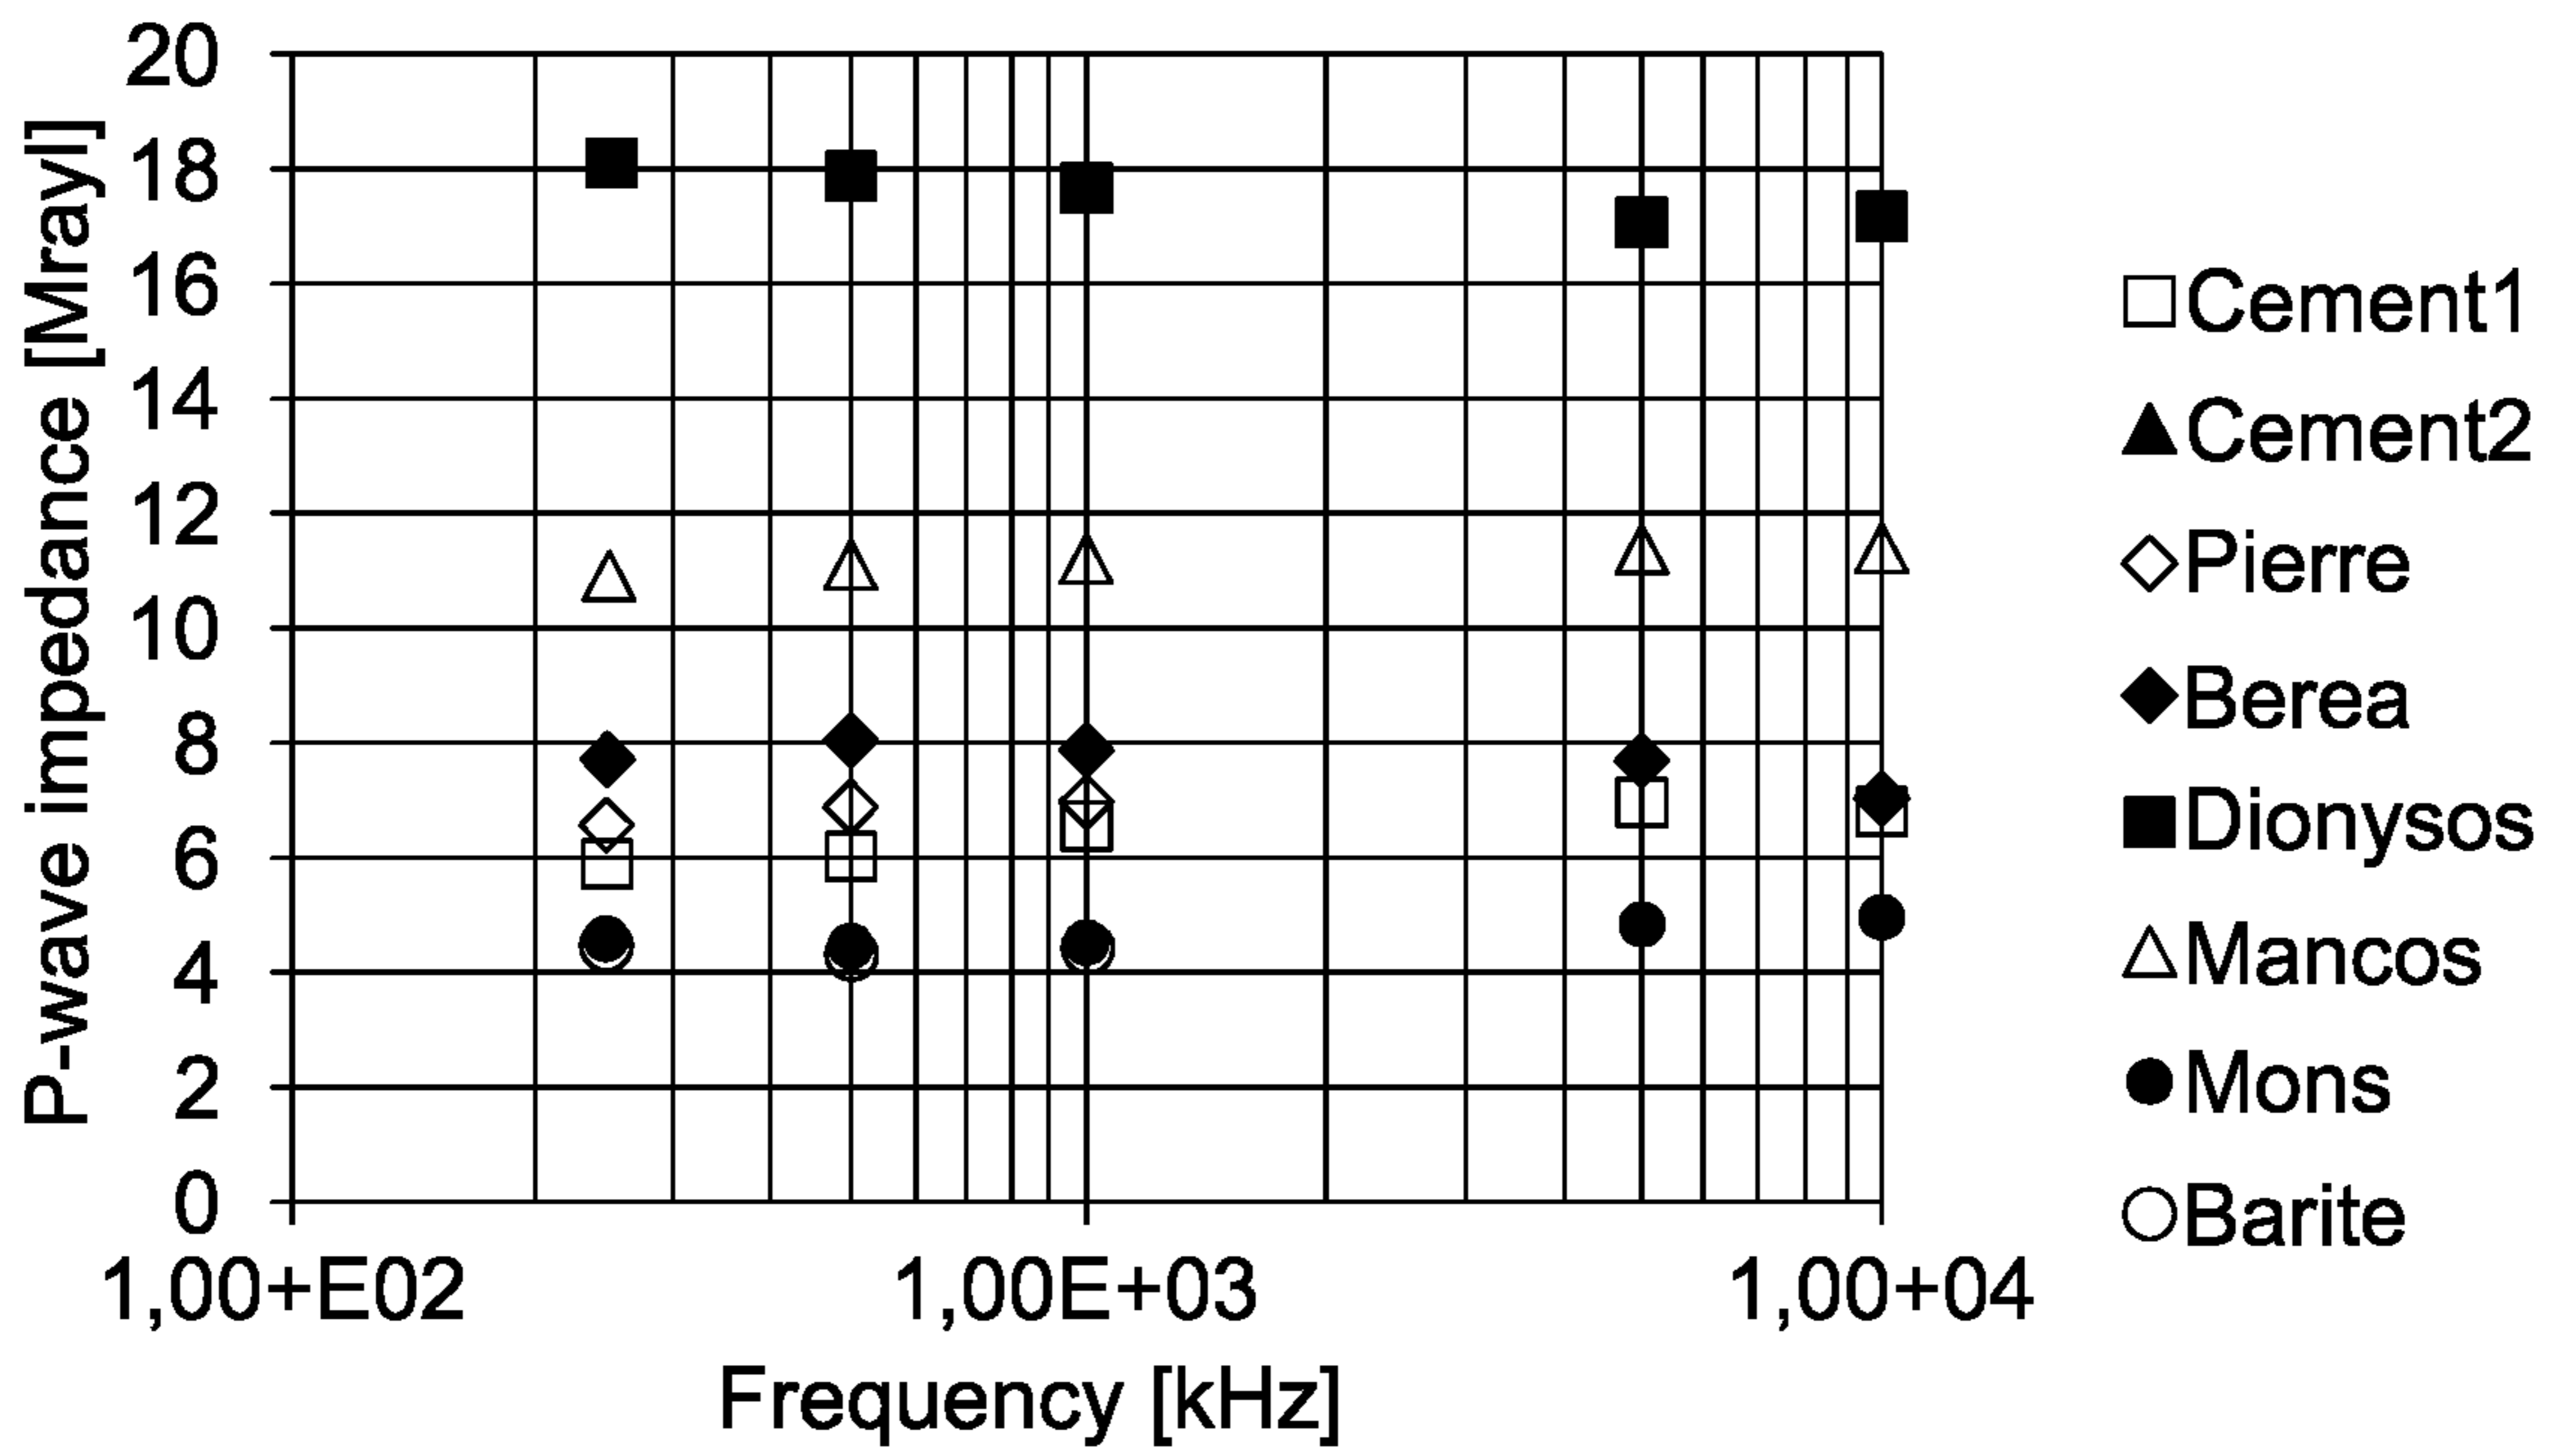 P-wave impedance [Mrayl]
20
18
16
14
12
10
8
6
4
2
0
1,00+E02
1,00E+03
1,00+04
Frequency [kHz]
Cement1
Cement2
Pierre
Berea
Dionysos
Mancos
Mons
Barite